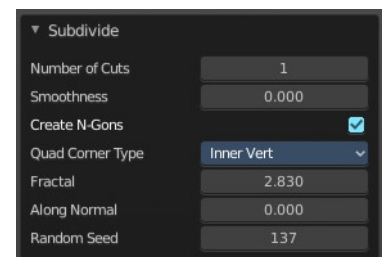 Subdivide
Number of Cuts 1
Smoothness 0.000
Create N-Gons
Quad Corner Type Inner Vert
Fractal 2.830
Along Normal 0.000
Random Seed 137